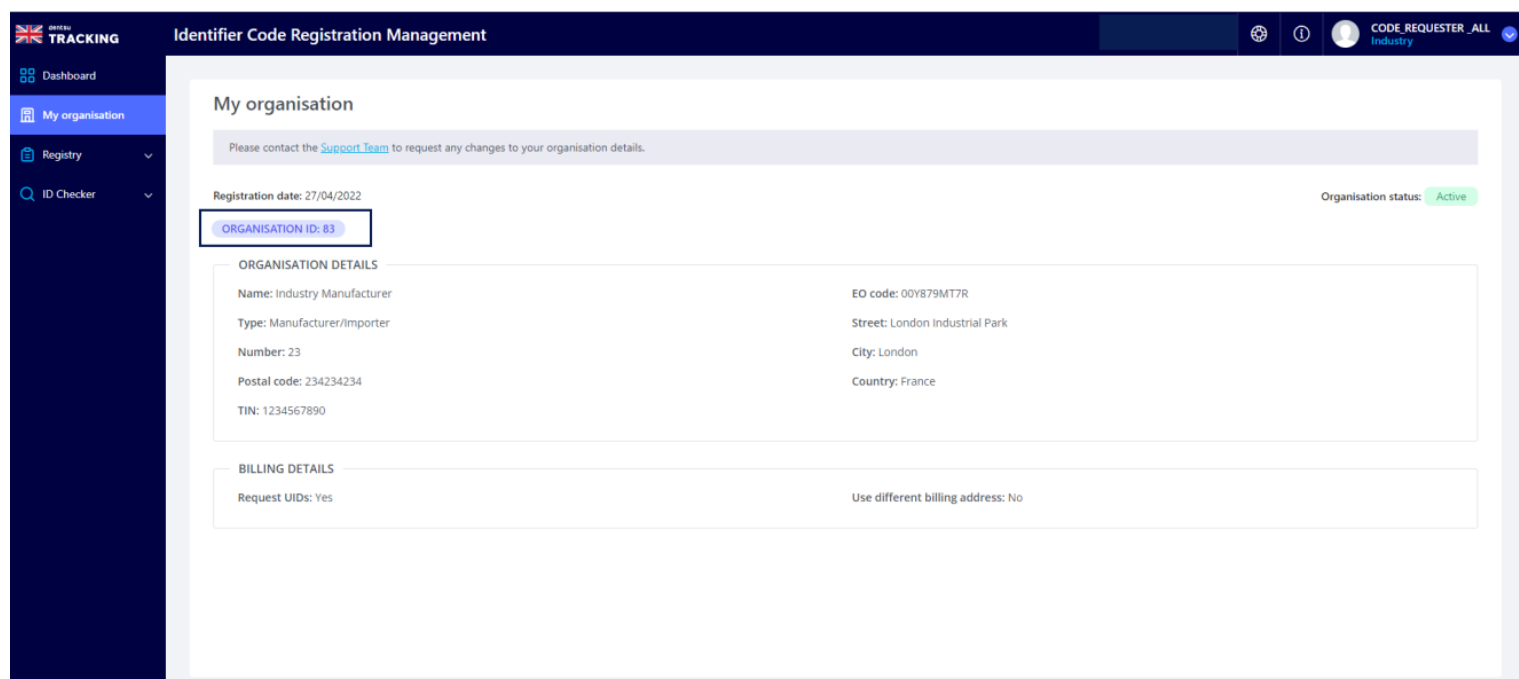 dentsu
TRACKING
Identifier Code Registration Management
CODE_REQUESTER _ALL
Industry
Dashboard
My organisation
Registry
ID Checker
My organisation
Please contact the Support Team to request any changes to your organisation details.
Registration date: 27/04/2022
Organisation status: Active
ORGANISATION ID: 83
ORGANISATION DETAILS
Name: Industry Manufacturer
EO code: 00Y879MT7R
Type: Manufacturer/Importer
Street: London Industrial Park
Number: 23
City: London
Postal code: 234234234
Country: France
TIN: 1234567890
BILLING DETAILS
Request UIDs: Yes
Use different billing address: No